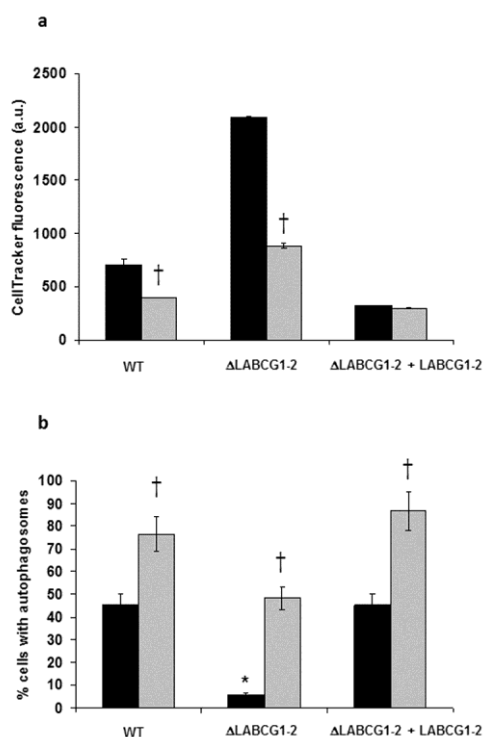 a
CellTracker fluorescence (a.u.)
2500
2000
1500
1000
500
0
†
†
WT
ΔLABCG1-2
ΔLABCG1-2 + LABCG1-2
b
% cells with autophagosomes
100
90
80
70
60
50
40
30
20
10
0
†
*
†
†
WT
ΔLABCG1-2
ΔLABCG1-2 + LABCG1-2